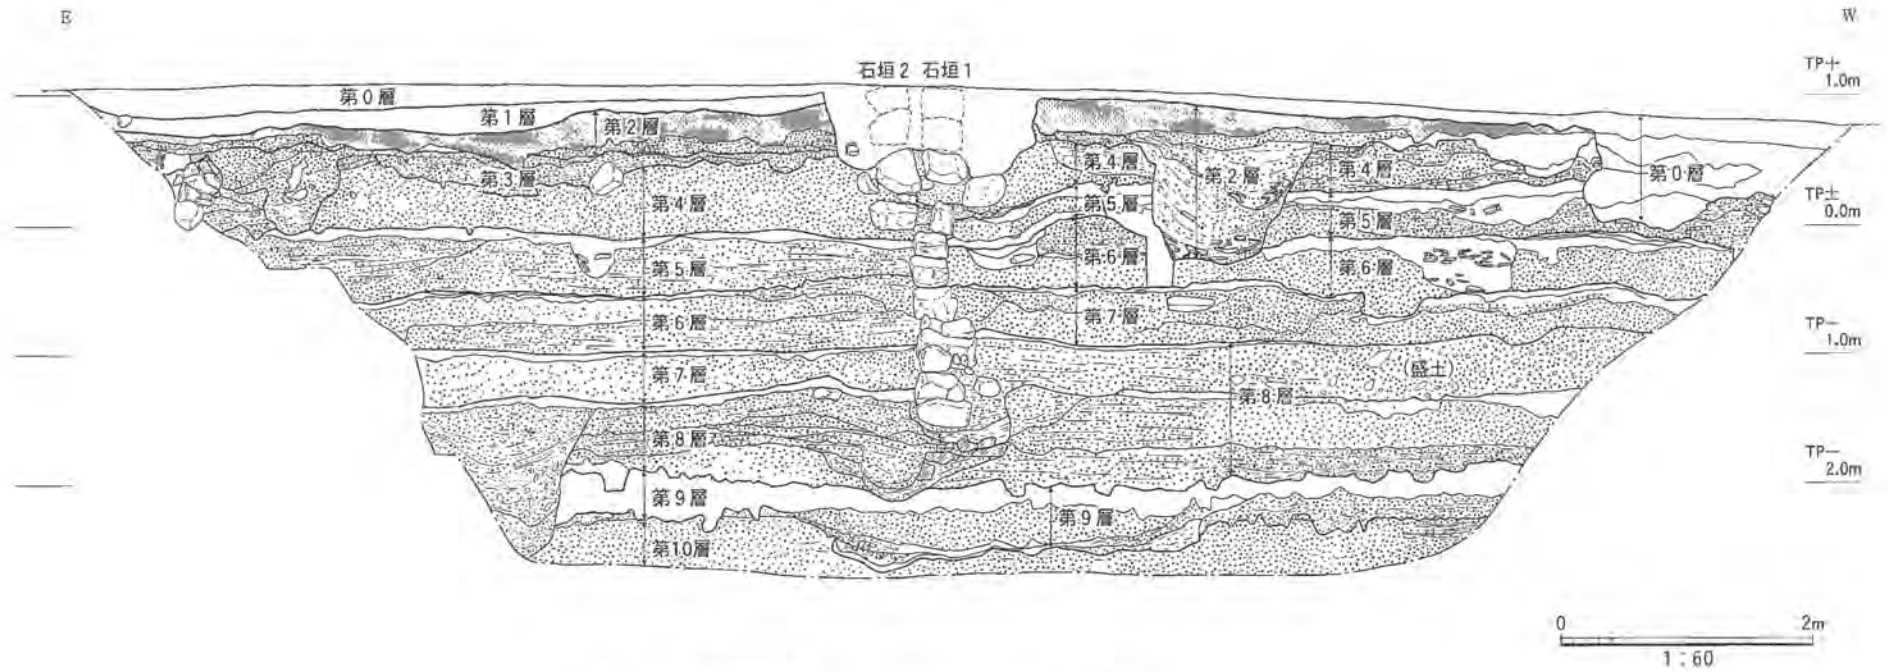 E
W
石垣2 石垣1
TP+
1.0m
第0層
第1層
第2層
第3層
第4層
第4層
第2層
第4層
第0層
第5層
TP±
0.0m
第5層
第5層
第6層
第6層
第6層
第7層
TP-
1.0m
第7層
(盛土)
第8層
第8層
TP-
2.0m
第9層
第9層
第10層
0 2m
1:60